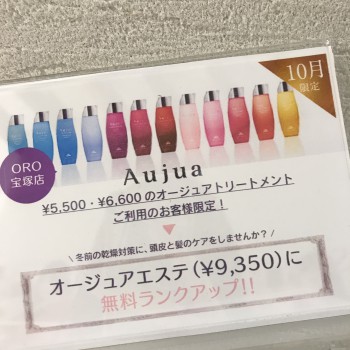 10月
限定
ORO
宝塚店
Aujua
¥5,500・¥6,600のオージュアトリートメント
ご利用のお客様限定！
\ 冬前の乾燥対策に、頭皮と髪のケアをしませんか？ /
オージュアエステ(¥9,350)に
無料ランクアップ!!